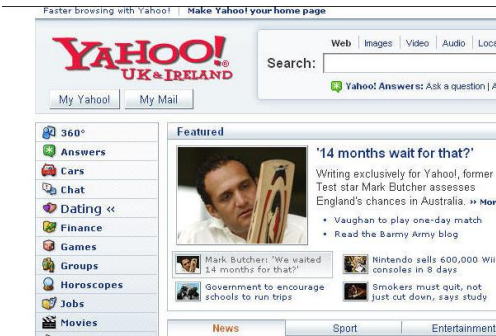 Faster browsing with Yahoo! | Make Yahoo! your home page
YAHOO!
UK & IRELAND
Web | Images | Video | Audio | Loca
Search:
Yahoo! Answers: Ask a question | A
My Yahoo! My Mail
360°
Answers
Cars
Chat
Dating «
Finance
Games
Groups
Horoscopes
Jobs
Movies
Featured
'14 months wait for that?'
Writing exclusively for Yahoo!, former
Test star Mark Butcher assesses
England's chances in Australia. » Mor
• Vaughan to play one-day match
• Read the Barmy Army blog
Mark Butcher: 'We waited
14 months for that?'
Nintendo sells 600,000 Wii
consoles in 8 days
Government to encourage
schools to run trips
Smokers must quit, not
just cut down, says study
News Sport Entertainment